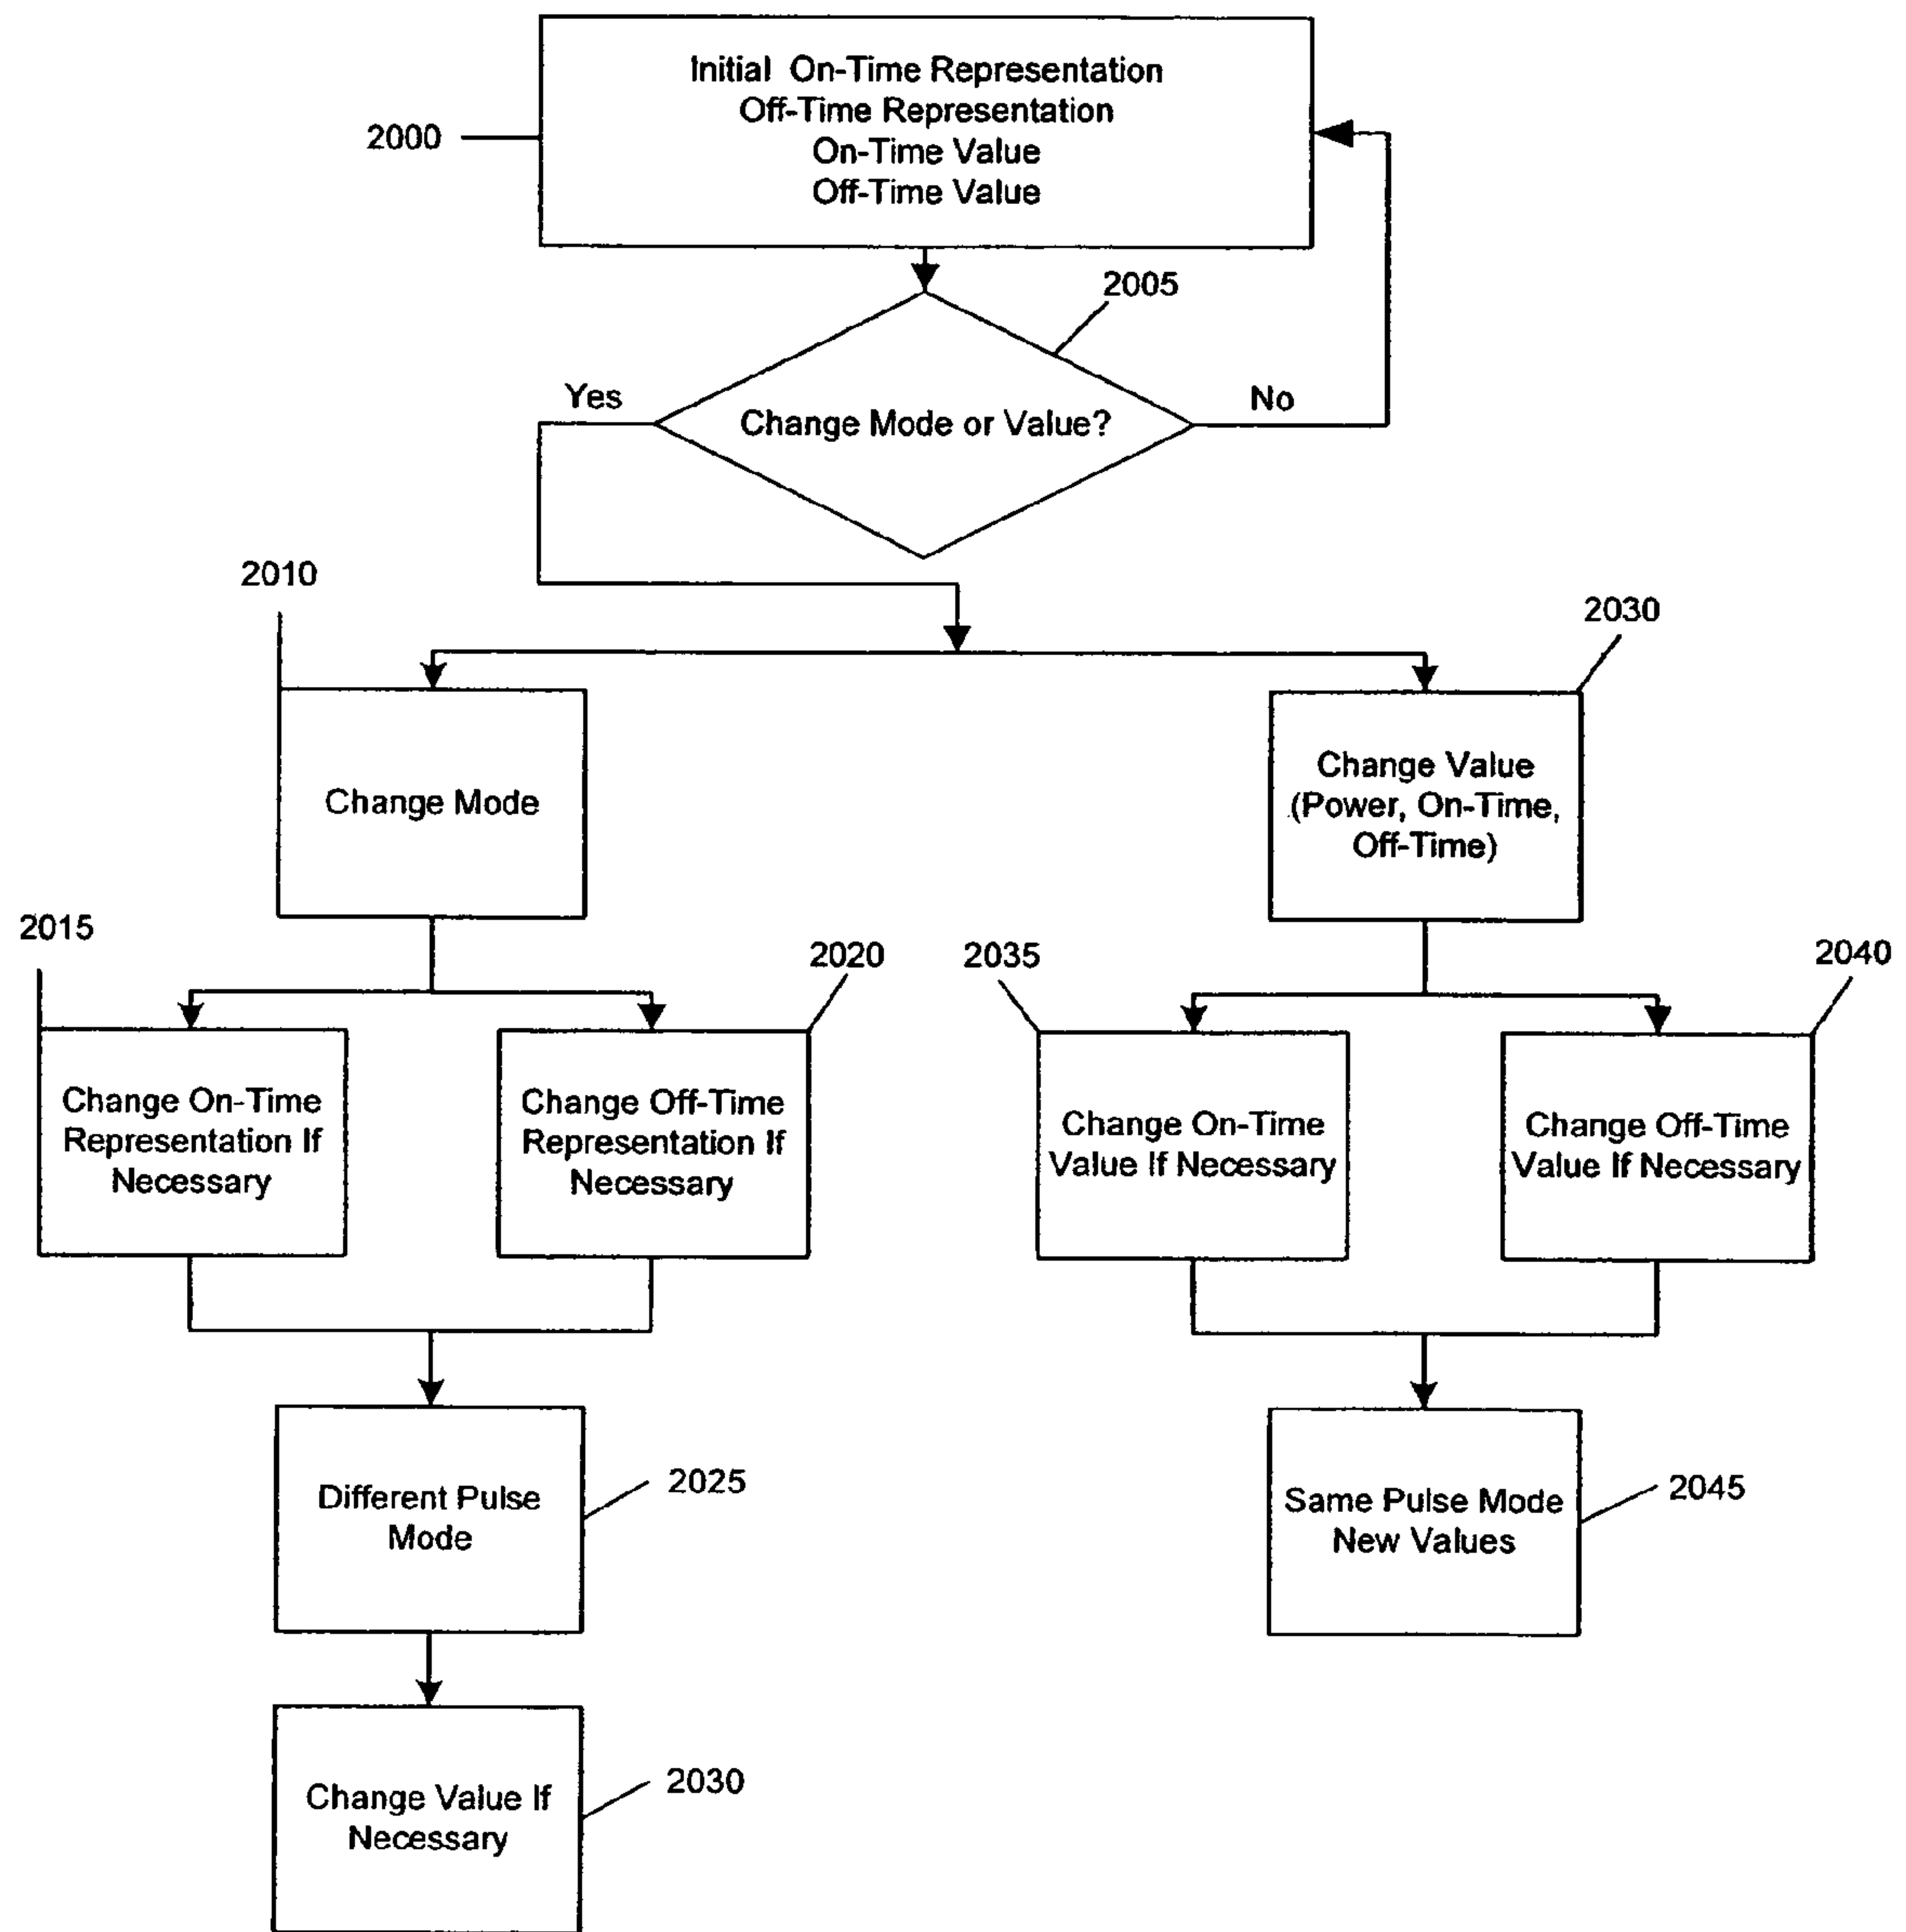 Initial On-Time Representation
Off-Time Representation
On-Time Value
Off-Time Value
2000
2005
Yes
No
Change Mode or Value?
2010
2030
Change Mode
Change Value
(Power, On-Time,
Off-Time)
2015
2020
2035
2040
Change On-Time
Representation If
Necessary
Change Off-Time
Representation If
Necessary
Change On-Time
Value If Necessary
Change Off-Time
Value If Necessary
Different Pulse
Mode
2025
Same Pulse Mode
New Values
2045
Change Value If
Necessary
2030